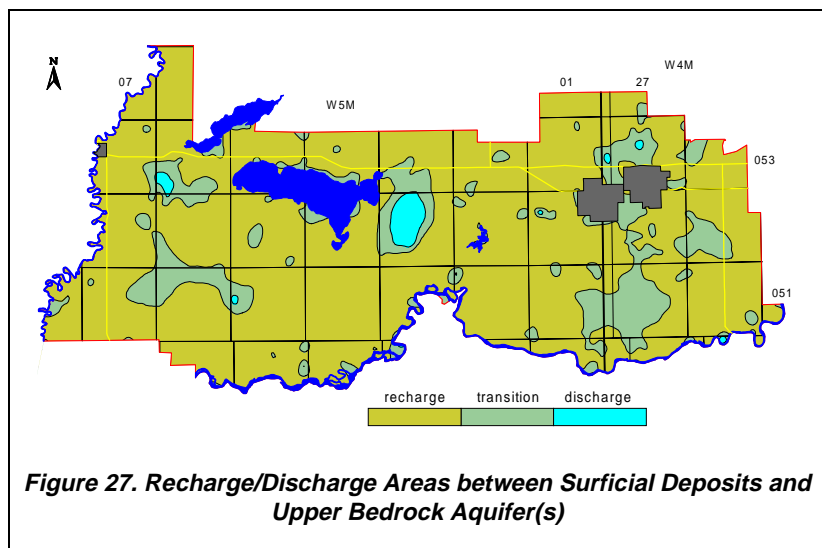 N
07
W5M
01 27
W4M
053
051
recharge transition discharge
Figure 27. Recharge/Discharge Areas between Surficial Deposits and
Upper Bedrock Aquifer(s)